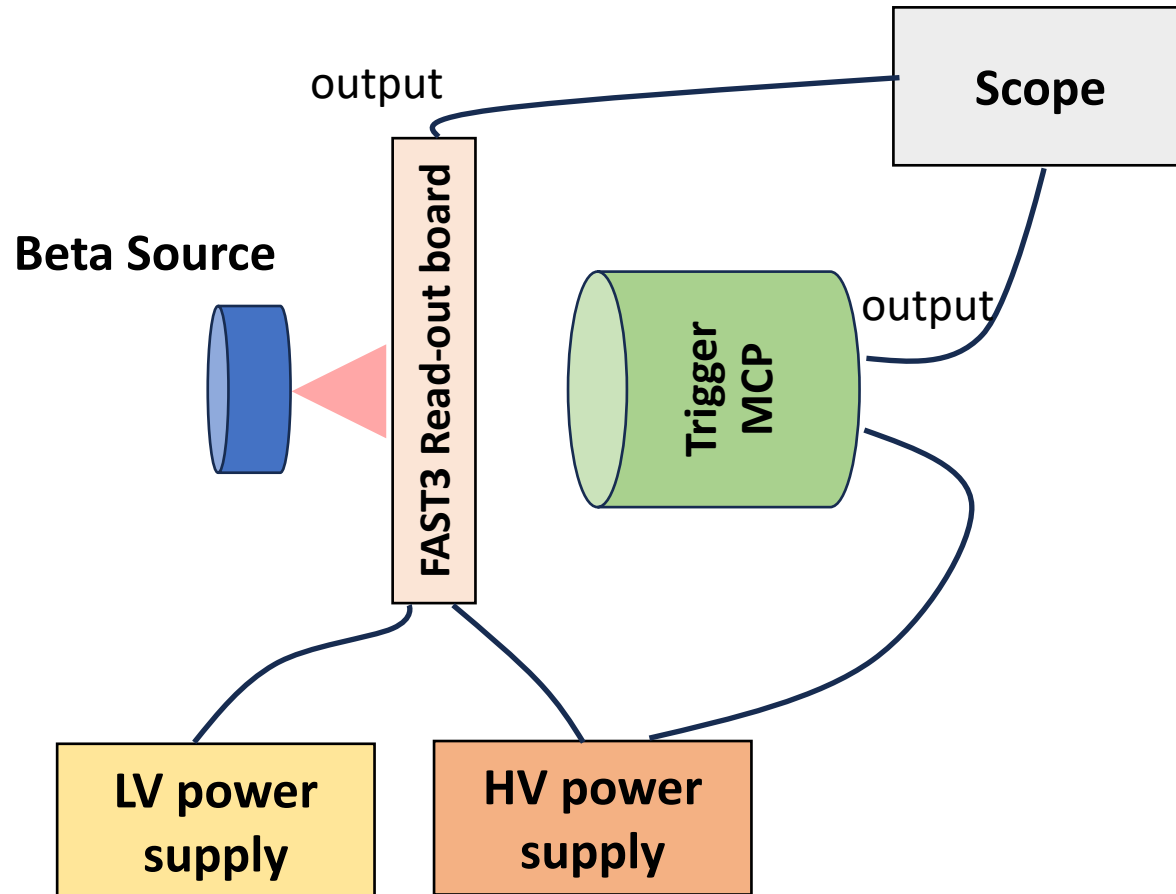 output
Scope
Beta Source
FAST3 Read-out board
output
Trigger
MCP
LV power
supply
HV power
supply